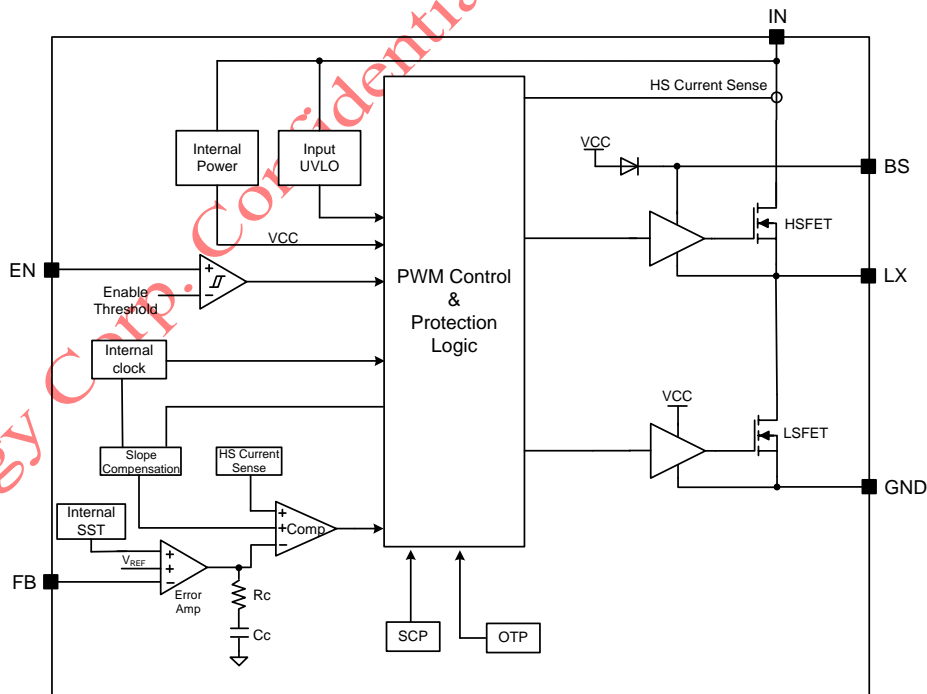 IN
HS Current Sense
Internal
Power
Input
UVLO
VCC
BS
HSFET
VCC
EN
Enable
Threshold
+
−
PWM Control
&
Protection
Logic
LX
Internal
clock
VCC
LSFET
Slope
Compensation
HS Current
Sense
GND
Internal
SST
+
+
−
Comp
VREF
+
+
−
FB
Error
Amp
Rc
Cc
SCP
OTP
gy Corp. Confidential